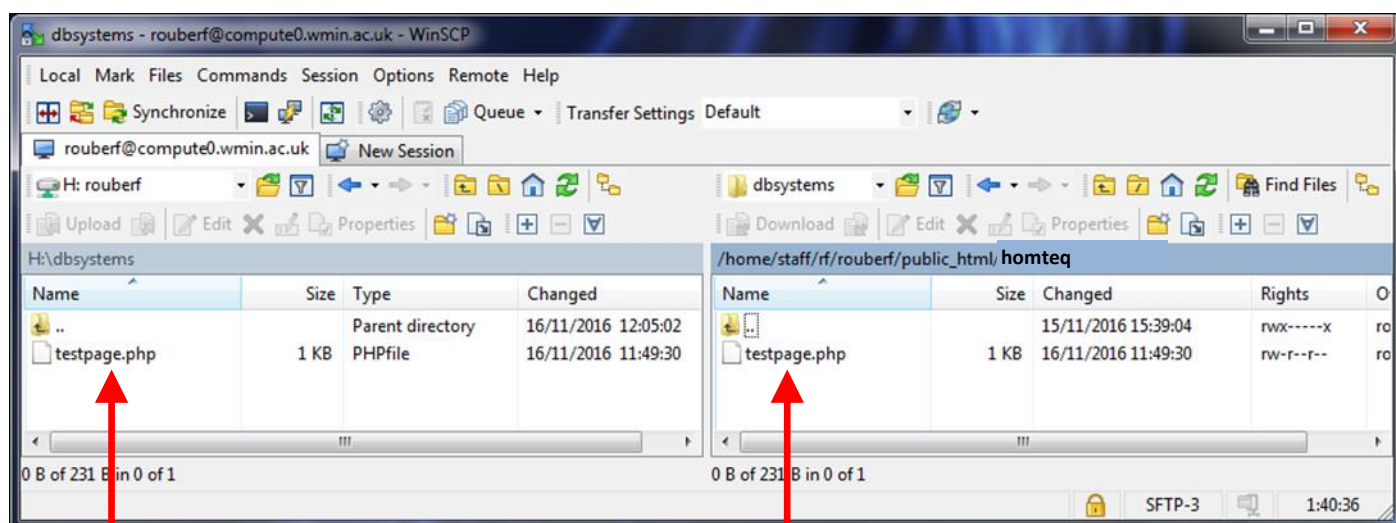 dbsystems - rouberf@compute0.wmin.ac.uk - WinSCP
Local Mark Files Commands Session Options Remote Help
Synchronize Queue Transfer Settings Default
rouberf@compute0.wmin.ac.uk New Session
H: rouberf dbsystems Find Files
Upload Edit Properties Download Edit Properties
H:\dbsystems /home/staff/rf/rouberf/public_html/ homteq
Name Size Type Changed Name Size Changed Rights O
.. Parent directory 16/11/2016 12:05:02 .. 15/11/2016 15:39:04 rwx-----x ro
testpage.php 1 KB PHPfile 16/11/2016 11:49:30 testpage.php 1 KB 16/11/2016 11:49:30 rw-r--r-- ro
0 B of 231 B in 0 of 1 0 B of 231 B in 0 of 1
SFTP-3 1:40:36